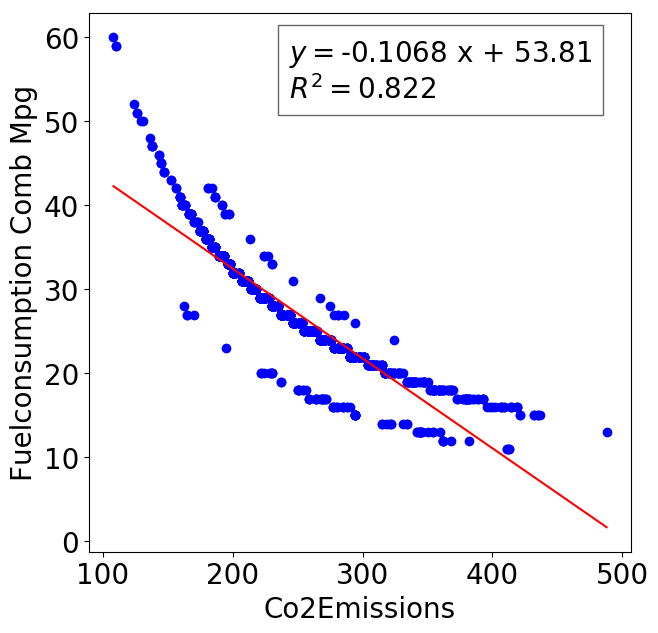 y = -0.1068 x + 53.81
R² = 0.822
60
50
40
30
20
10
0
Fuelconsumption Comb Mpg
100 200 300 400 500
Co2Emissions